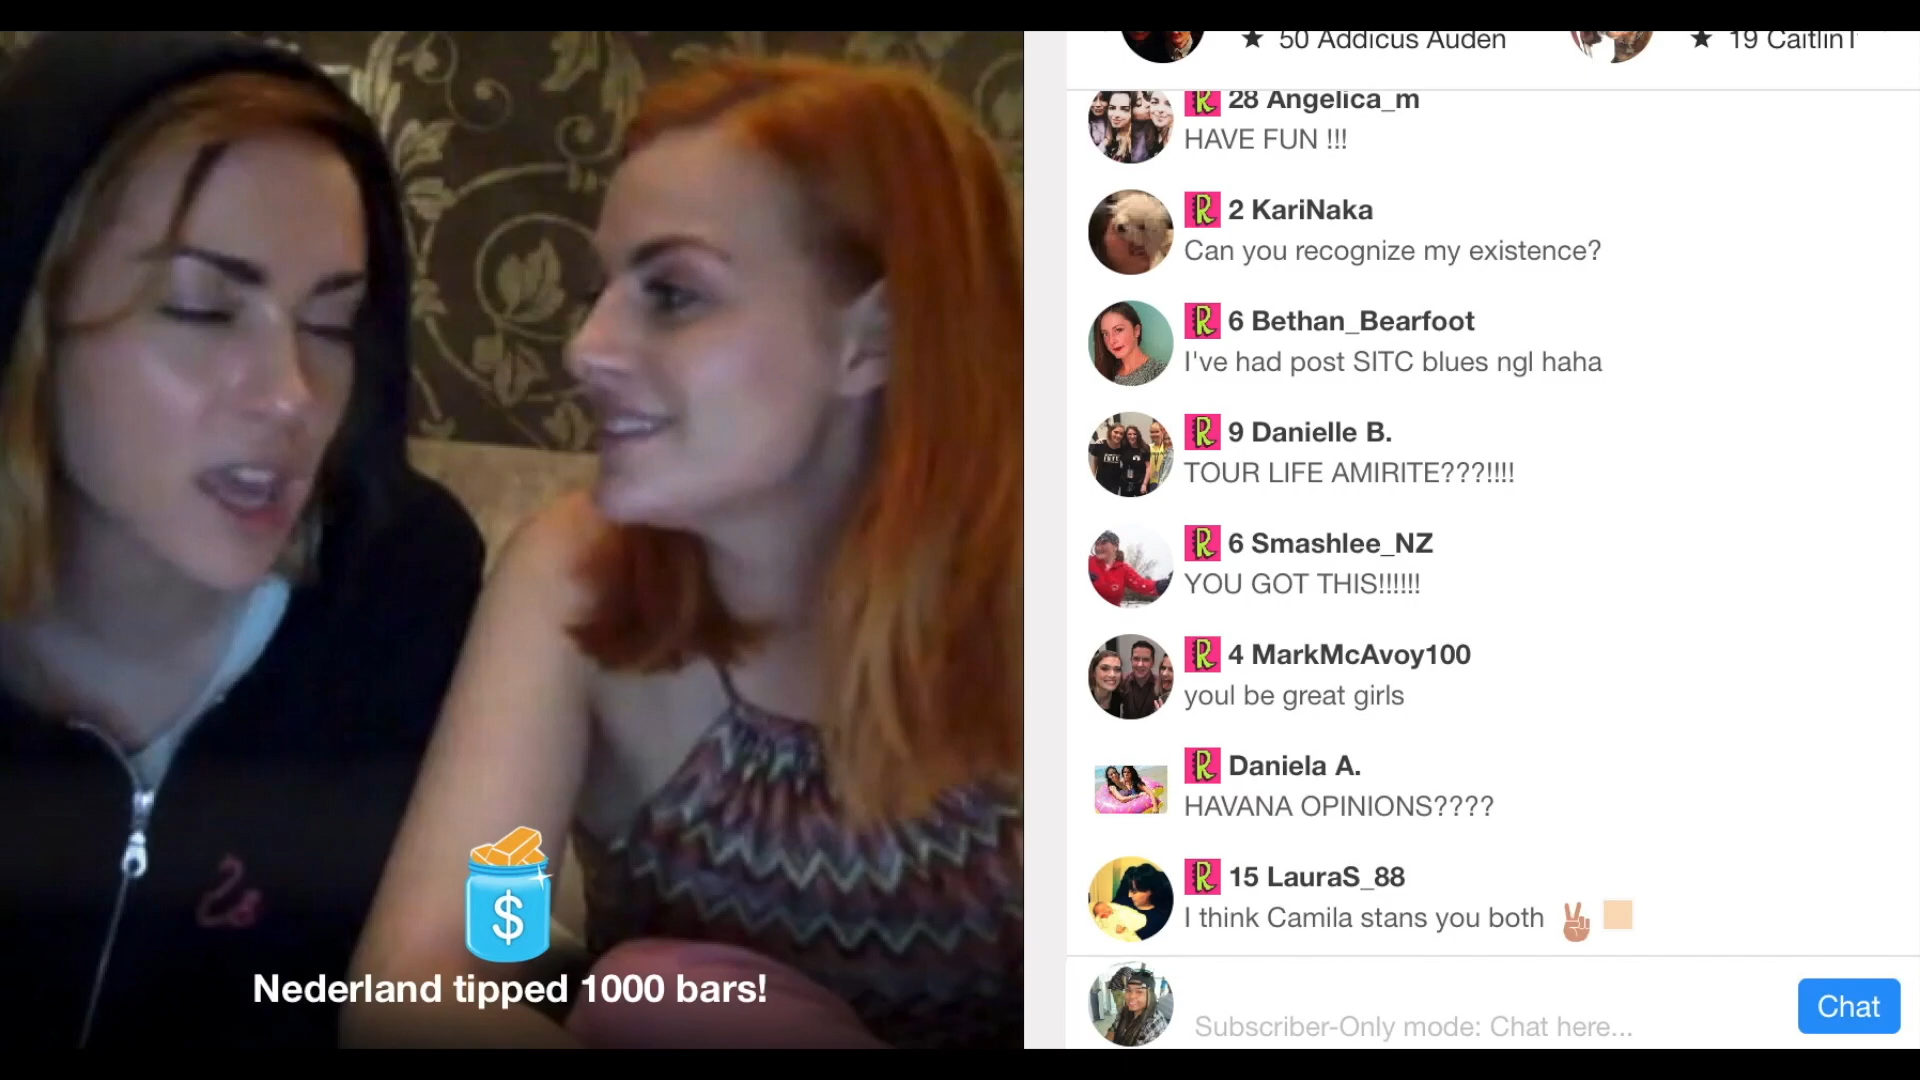 ★ 50 Addicus Auden
★ 19 Caitlin
R 28 Angelica_m
HAVE FUN !!!
R 2 KariNaka
Can you recognize my existence?
R 6 Bethan_Bearfoot
I've had post SITC blues ngl haha
R 9 Danielle B.
TOUR LIFE AMIRITE???!!!!
R 6 Smashlee_NZ
YOU GOT THIS!!!!!!
R 4 MarkMcAvoy100
youl be great girls
R Daniela A.
HAVANA OPINIONS????
R 15 LauraS_88
I think Camila stans you both ✌🏼
Subscriber-Only mode: Chat here...
Chat
$
Nederland tipped 1000 bars!